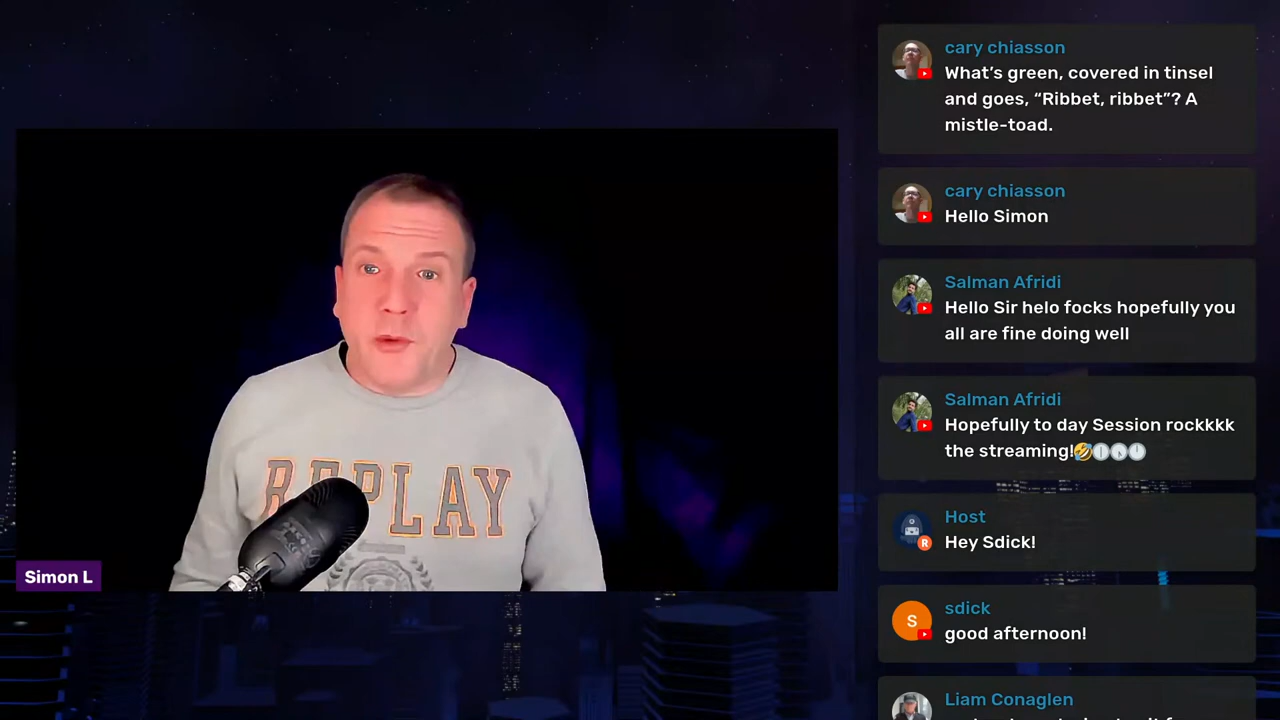 cary chiasson
What’s green, covered in tinsel
and goes, “Ribbet, ribbet”? A
mistle-toad.
cary chiasson
Hello Simon
Salman Afridi
Hello Sir helo focks hopefully you
all are fine doing well
Salman Afridi
Hopefully to day Session rockkkk
the streaming!🤣🕕🕔🕛
Host
Hey Sdick!
R
sdick
S
good afternoon!
Liam Conaglen
REPLAY
Simon L